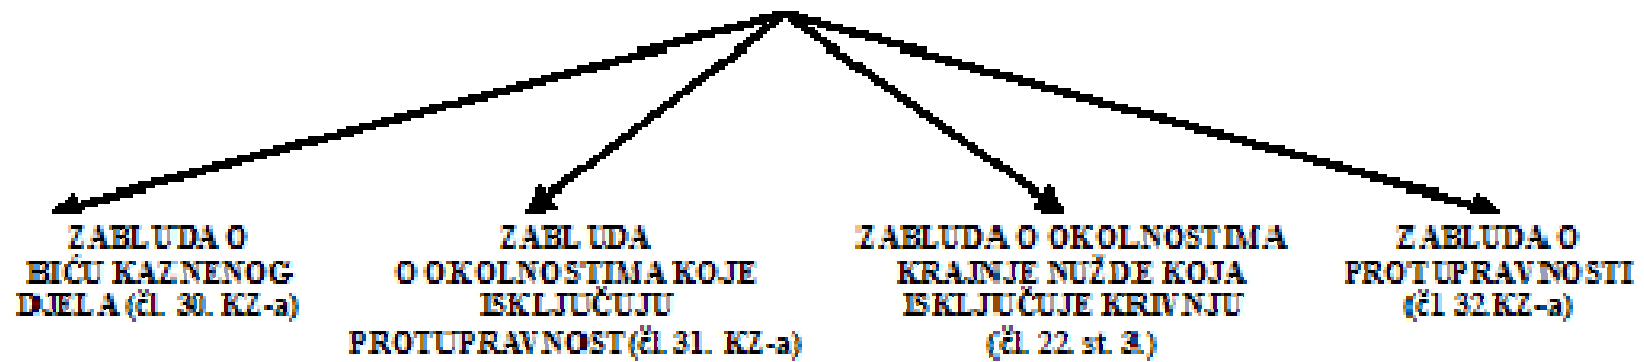 ZABLUDA O
BIĆU KAZNENOG
DJELA (čl. 30. KZ-a)
ZABLUDA
O OKOLNOSTIMA KOJE
ISKLJUČUJU
PROTUPRAVNOST (čl. 31. KZ-a)
ZABLUDA O OKOLNOSTIMA
KRAJNJE NUŽDE KOJA
ISKLJUČUJE KRIVNJU
(čl. 22. st. 3.)
ZABLUDA O
PROTUPRAVNOSTI
(čl 32 KZ-a)